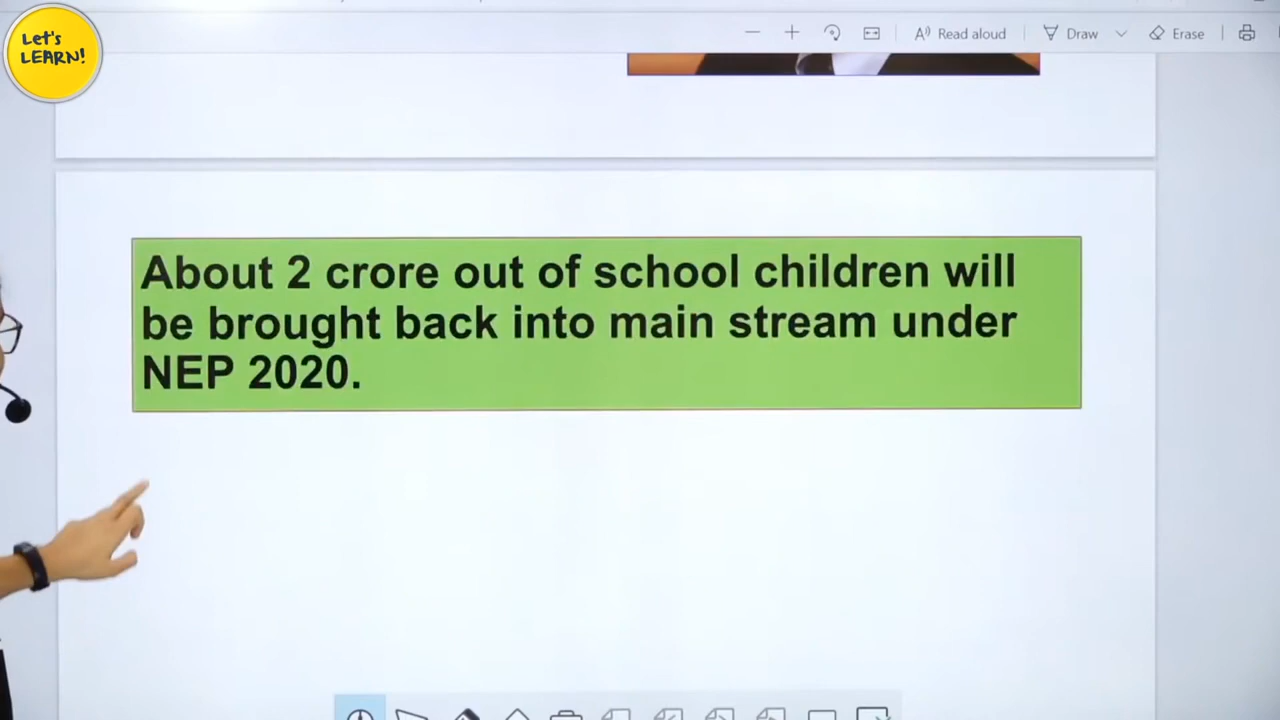 Let's
LEARN!
Read aloud
Draw
Erase
About 2 crore out of school children will
be brought back into main stream under
NEP 2020.